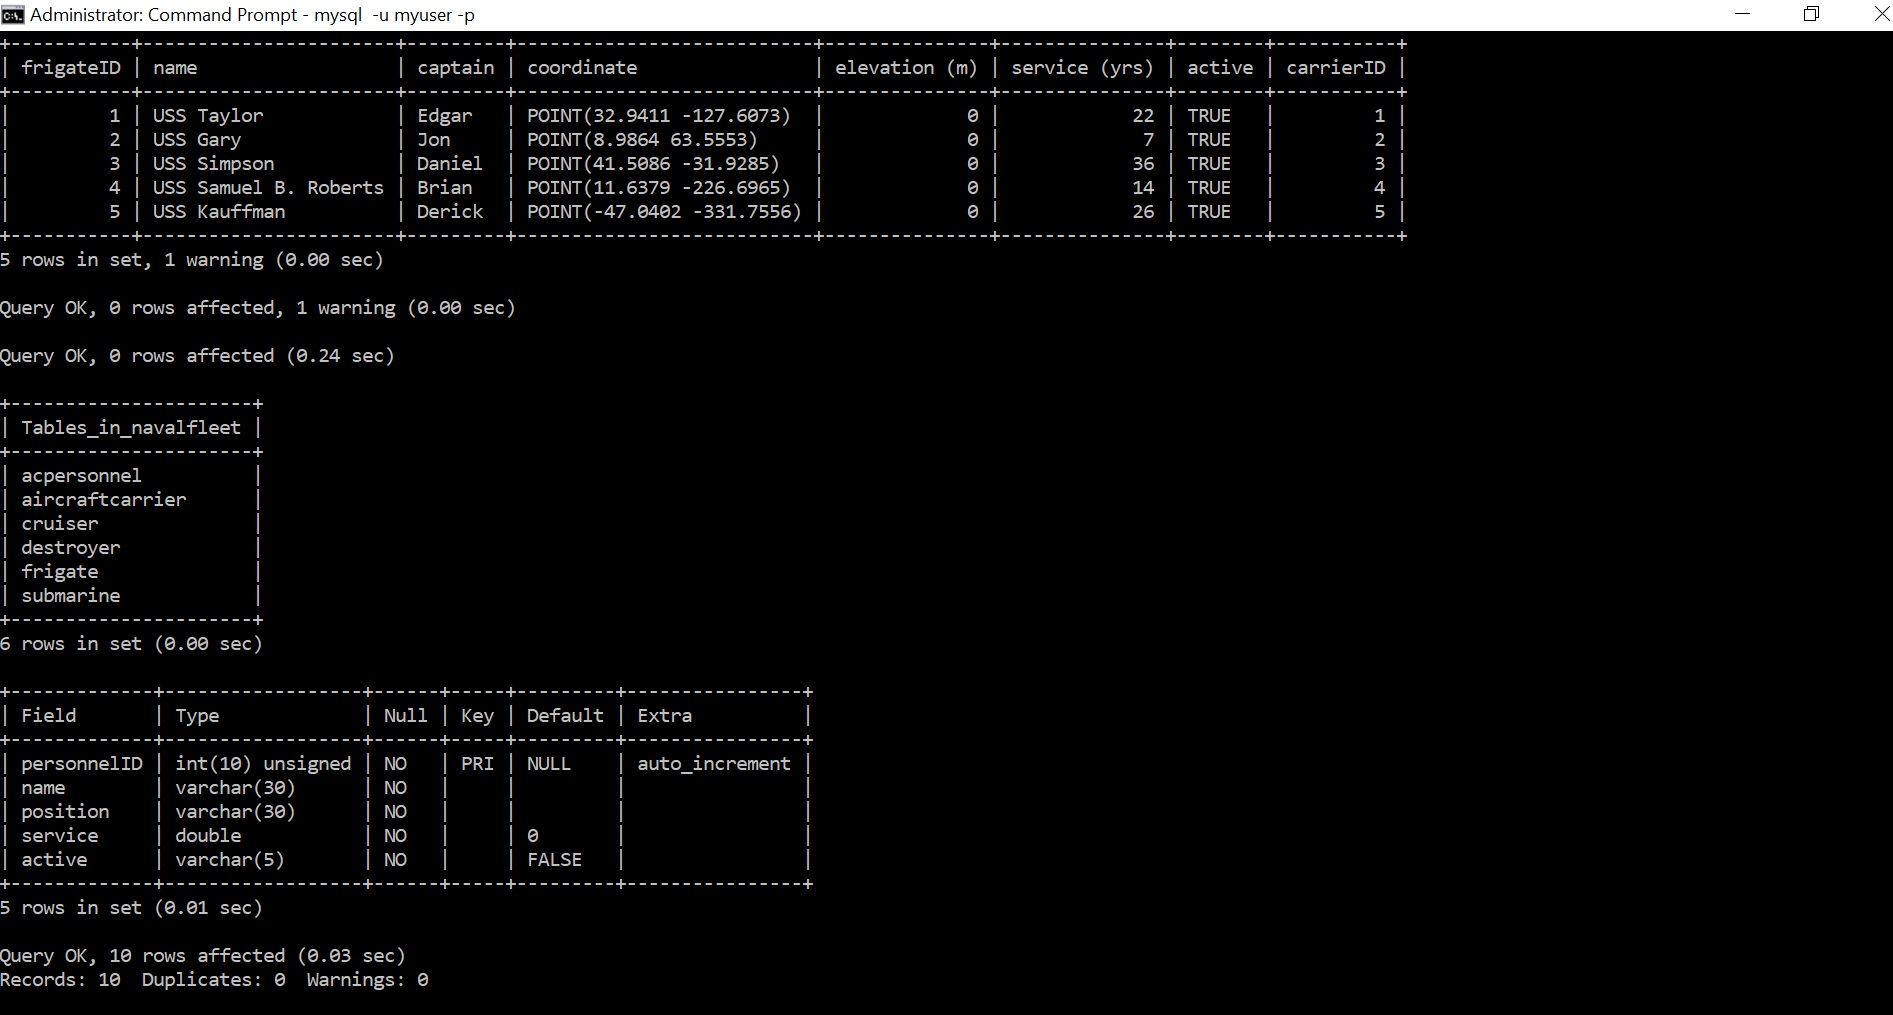 Administrator: Command Prompt - mysql  -u myuser -p
+-----------+-----------------------+---------+---------------------------+---------------+---------------+--------+-----------+
| frigateID | name                  | captain | coordinate                | elevation (m) | service (yrs) | active | carrierID |
+-----------+-----------------------+---------+---------------------------+---------------+---------------+--------+-----------+
|         1 | USS Taylor            | Edgar   | POINT(32.9411 -127.6073)  |             0 |            22 | TRUE   |         1 |
|         2 | USS Gary              | Jon     | POINT(8.9864 63.5553)     |             0 |             7 | TRUE   |         2 |
|         3 | USS Simpson           | Daniel  | POINT(41.5086 -31.9285)   |             0 |            36 | TRUE   |         3 |
|         4 | USS Samuel B. Roberts | Brian   | POINT(11.6379 -226.6965)  |             0 |            14 | TRUE   |         4 |
|         5 | USS Kauffman          | Derick  | POINT(-47.0402 -331.7556) |             0 |            26 | TRUE   |         5 |
+-----------+-----------------------+---------+---------------------------+---------------+---------------+--------+-----------+
5 rows in set, 1 warning (0.00 sec)
Query OK, 0 rows affected, 1 warning (0.00 sec)
Query OK, 0 rows affected (0.24 sec)
+----------------------+
| Tables_in_navalfleet |
+----------------------+
| acpersonnel          |
| aircraftcarrier      |
| cruiser              |
| destroyer            |
| frigate              |
| submarine            |
+----------------------+
6 rows in set (0.00 sec)
+-------------+------------------+------+-----+---------+----------------+
| Field       | Type             | Null | Key | Default | Extra          |
+-------------+------------------+------+-----+---------+----------------+
| personnelID | int(10) unsigned | NO   | PRI | NULL    | auto_increment |
| name        | varchar(30)      | NO   |     |         |                |
| position    | varchar(30)      | NO   |     |         |                |
| service     | double           | NO   |     | 0       |                |
| active      | varchar(5)       | NO   |     | FALSE   |                |
+-------------+------------------+------+-----+---------+----------------+
5 rows in set (0.01 sec)
Query OK, 10 rows affected (0.03 sec)
Records: 10  Duplicates: 0  Warnings: 0